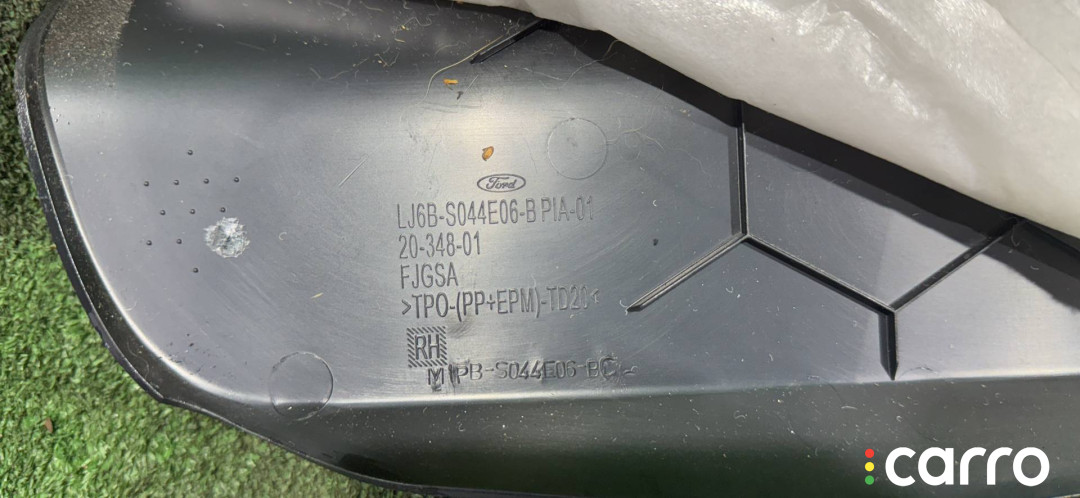 Ford
LJ6B-S044E06-B PIA-01
20-348-01
FJGSA
>TPO-(PP+EPM)-TD20<
RH
PB-S044E06-BC
carro